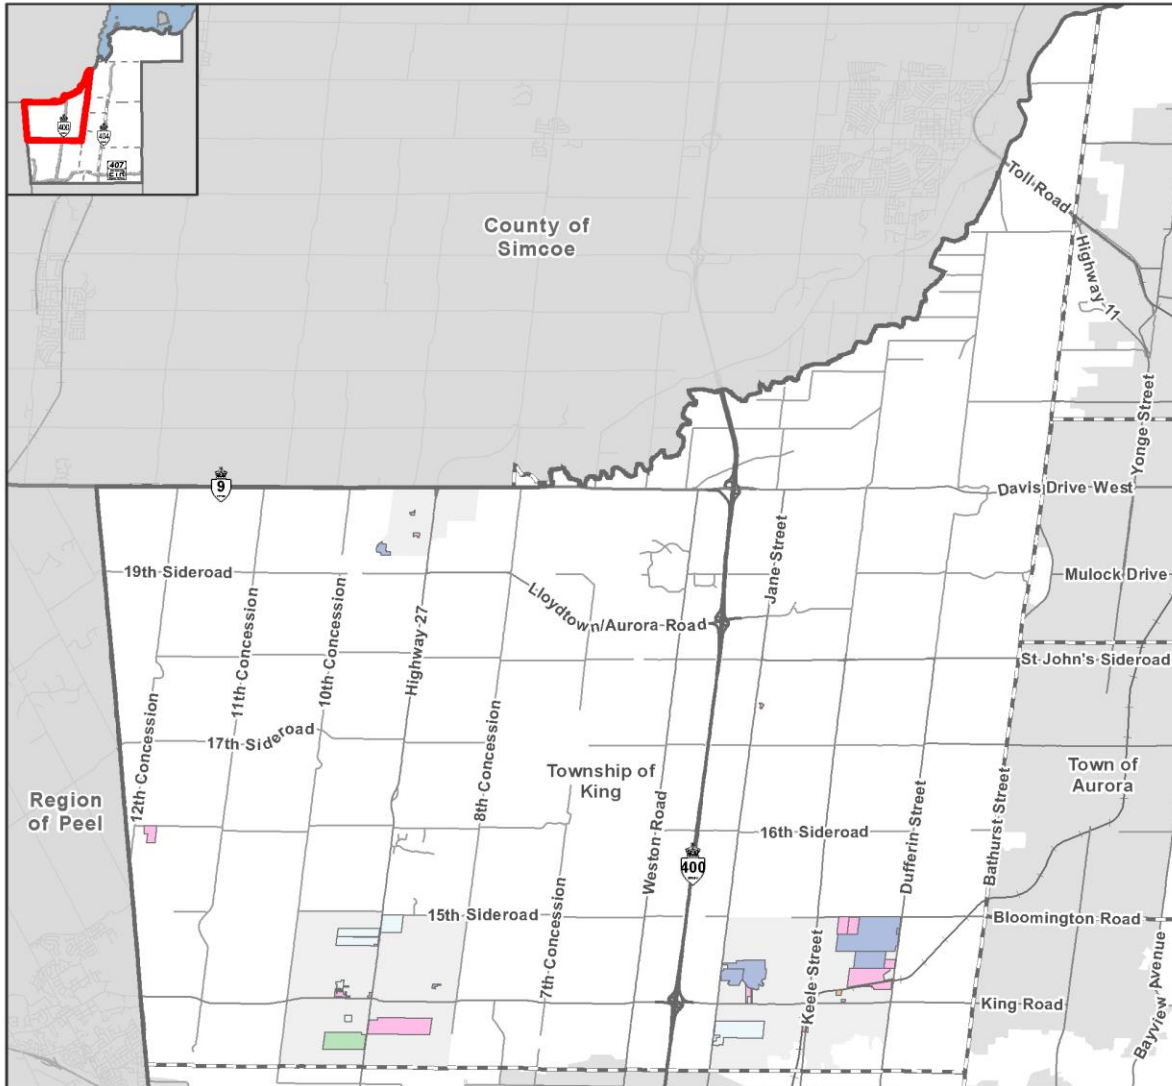 400
404
407
ETR
County of
Simcoe
Toll Road
Highway 11
Yonge Street
9
Davis Drive West
Jane Street
19th Sideroad
Mulock Drive
Lloydtown/Aurora Road
11th Concession
10th Concession
Highway 27
St John's Sideroad
12th Concession
17th Sideroad
8th Concession
Township of
King
Weston Road
Town of
Aurora
Region
of Peel
16th Sideroad
Dufferin Street
Bathurst Street
400
15th Sideroad
Bloomington Road
7th Concession
Keele Street
King Road
Bayview Avenue